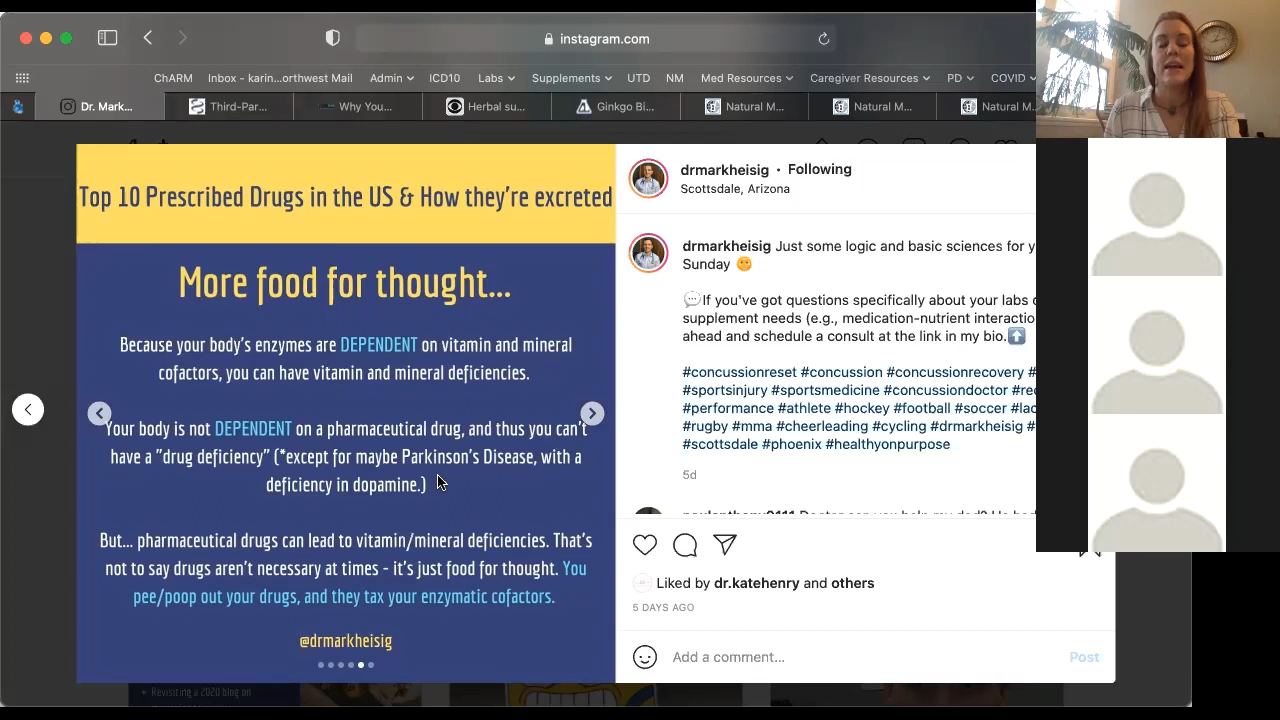 instagram.com
ChARM Inbox - karin...orthwest Mail Admin ICD10 Labs Supplements UTD NM Med Resources Caregiver Resources PD COVID
Dr. Mark... Third-Par... Why You... Herbal su... Ginkgo Bi... Natural M... Natural M... Natural M...
Top 10 Prescribed Drugs in the US & How they're excreted
More food for thought...
Because your body's enzymes are DEPENDENT on vitamin and mineral
cofactors, you can have vitamin and mineral deficiencies.
Your body is not DEPENDENT on a pharmaceutical drug, and thus you can't
have a "drug deficiency" (*except for maybe Parkinson's Disease, with a
deficiency in dopamine.)
But... pharmaceutical drugs can lead to vitamin/mineral deficiencies. That's
not to say drugs aren't necessary at times - it's just food for thought. You
pee/poop out your drugs, and they tax your enzymatic cofactors.
@drmarkheisig
drmarkheisig • Following
Scottsdale, Arizona
drmarkheisig Just some logic and basic sciences for y
Sunday
If you've got questions specifically about your labs
supplement needs (e.g., medication-nutrient interactio
ahead and schedule a consult at the link in my bio.
#concussionreset #concussion #concussionrecovery #
#sportsinjury #sportsmedicine #concussiondoctor #rec
#performance #athlete #hockey #football #soccer #lac
#rugby #mma #cheerleading #cycling #drmarkheisig #
#scottsdale #phoenix #healthyonpurpose
5d
Liked by dr.katehenry and others
5 DAYS AGO
Add a comment... Post
Revisiting a 2020 blog on